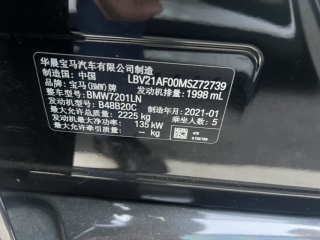 华晨宝马汽车有限公司制造
制造国：中国 LBV21AF00MSZ72739
品牌：宝马(BMW)牌 发动机排量：1998 mL
整车型号：BMW7201LN
发动机型号：B48B20C 制造年月：2021-01
最大允许总质量：2225 kg 乘坐人数：5
发动机最大净功率：135 kW
最大允许牵引质量：-- kg